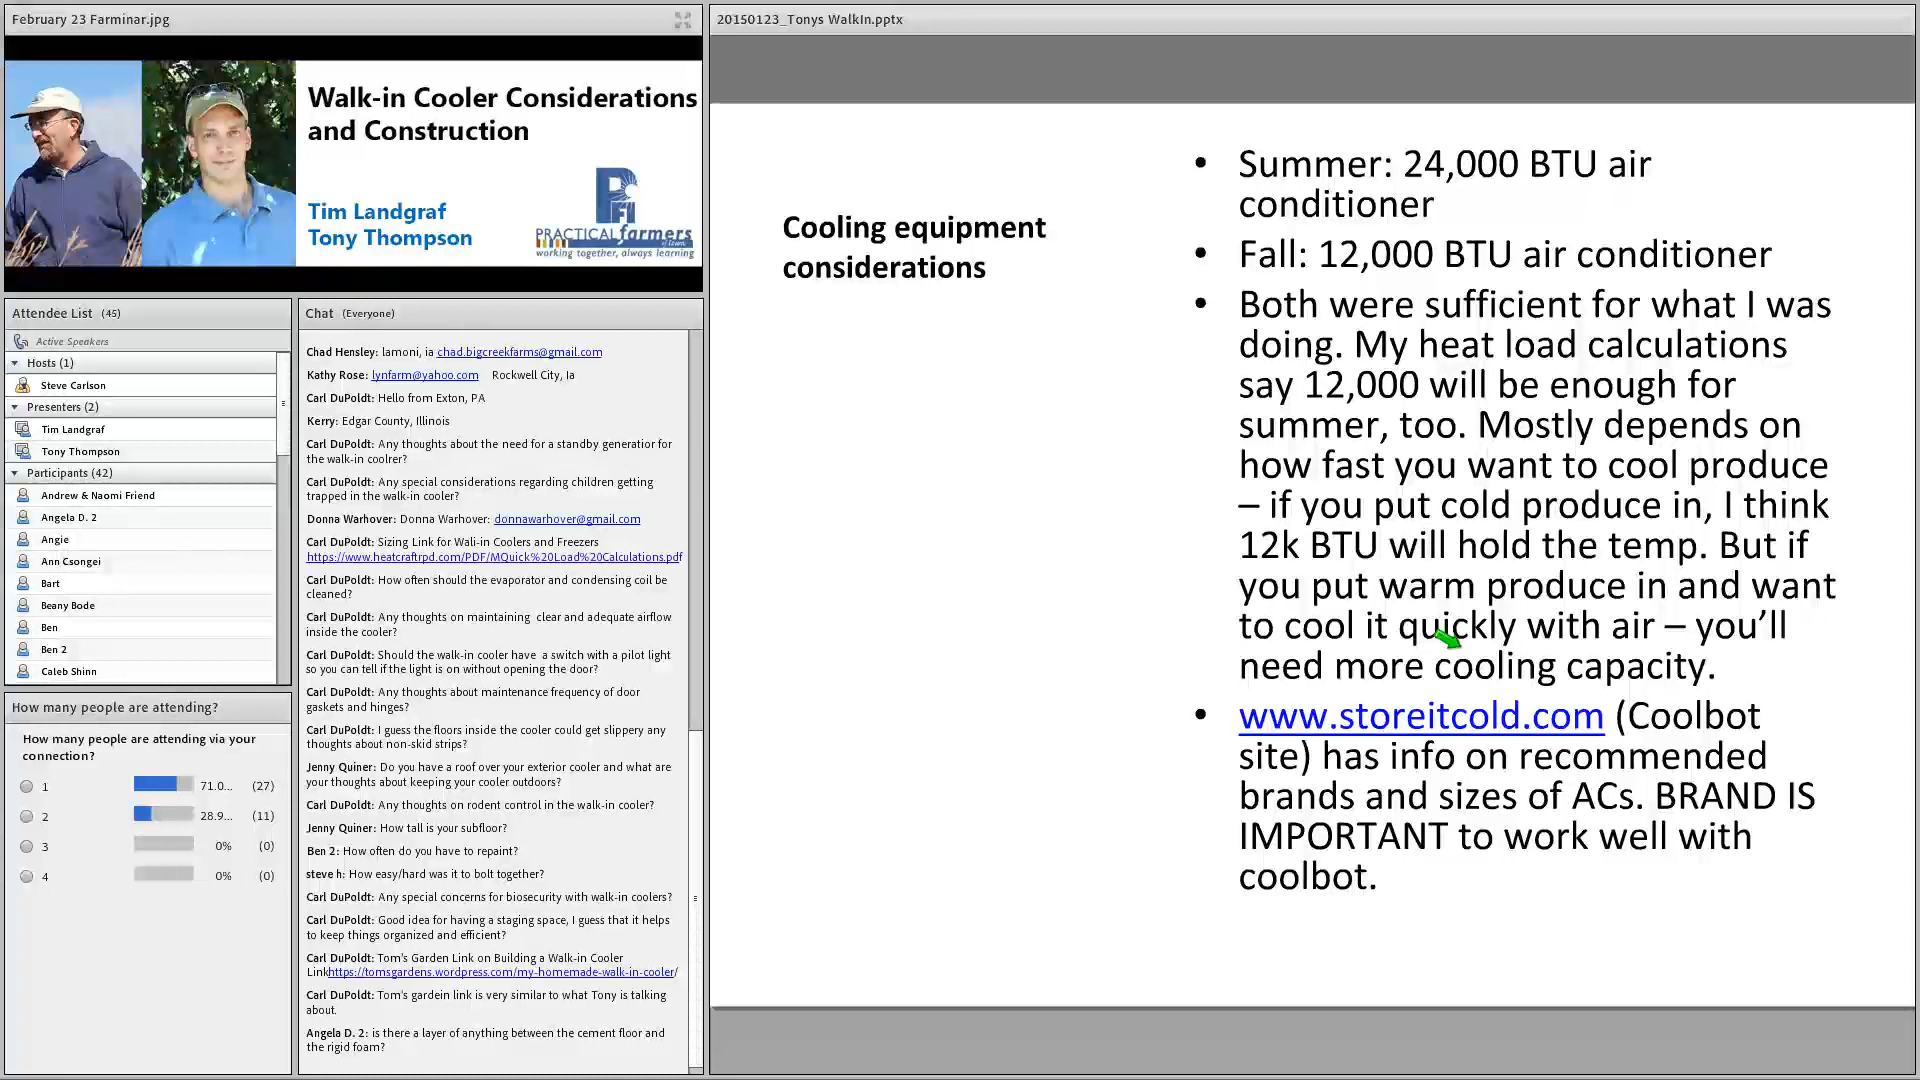 February 23 Farminar.jpg
Walk-in Cooler Considerations
and Construction
Tim Landgraf
Tony Thompson
PFI
PRACTICAL farmers
of Iowa
working together, always learning
Attendee List (45)
Active Speakers
Hosts (1)
Steve Carlson
Presenters (2)
Tim Landgraf
Tony Thompson
Participants (42)
Andrew & Naomi Friend
Angela D. 2
Angie
Ann Csongei
Bart
Beany Bode
Ben
Ben 2
Caleb Shinn
How many people are attending?
How many people are attending via your
connection?
1 71.0... (27)
2 28.9... (11)
3 0% (0)
4 0% (0)
Chat (Everyone)
Chad Hensley: lamoni, ia chad.bigcreekfarms@gmail.com
Kathy Rose: lynfarm@yahoo.com Rockwell City, Ia
Carl DuPoldt: Hello from Exton, PA
Kerry: Edgar County, Illinois
Carl DuPoldt: Any thoughts about the need for a standby generatior for
the walk-in coolrer?
Carl DuPoldt: Any special considerations regarding children getting
trapped in the walk-in cooler?
Donna Warhover: Donna Warhover: donnawarhover@gmail.com
Carl DuPoldt: Sizing Link for Wali-in Coolers and Freezers
https://www.heatcraftrpd.com/PDF/MQuick%20Load%20Calculations.pdf
Carl DuPoldt: How often should the evaporator and condensing coil be
cleaned?
Carl DuPoldt: Any thoughts on maintaining clear and adequate airflow
inside the cooler?
Carl DuPoldt: Should the walk-in cooler have a switch with a pilot light
so you can tell if the light is on without opening the door?
Carl DuPoldt: Any thoughts about maintenance frequency of door
gaskets and hinges?
Carl DuPoldt: I guess the floors inside the cooler could get slippery any
thoughts about non-skid strips?
Jenny Quiner: Do you have a roof over your exterior cooler and what are
your thoughts about keeping your cooler outdoors?
Carl DuPoldt: Any thoughts on rodent control in the walk-in cooler?
Jenny Quiner: How tall is your subfloor?
Ben 2: How often do you have to repaint?
steve h: How easy/hard was it to bolt together?
Carl DuPoldt: Any special concerns for biosecurity with walk-in coolers?
Carl DuPoldt: Good idea for having a staging space, I guess that it helps
to keep things organized and efficient?
Carl DuPoldt: Tom's Garden Link on Building a Walk-in Cooler
Linkhttps://tomsgardens.wordpress.com/my-homemade-walk-in-cooler/
Carl DuPoldt: Tom's gardein link is very similar to what Tony is talking
about.
Angela D. 2: is there a layer of anything between the cement floor and
the rigid foam?
20150123_Tonys WalkIn.pptx
Cooling equipment
considerations
• Summer: 24,000 BTU air
conditioner
• Fall: 12,000 BTU air conditioner
• Both were sufficient for what I was
doing. My heat load calculations
say 12,000 will be enough for
summer, too. Mostly depends on
how fast you want to cool produce
– if you put cold produce in, I think
12k BTU will hold the temp. But if
you put warm produce in and want
to cool it quickly with air – you’ll
need more cooling capacity.
• www.storeitcold.com (Coolbot
site) has info on recommended
brands and sizes of ACs. BRAND IS
IMPORTANT to work well with
coolbot.